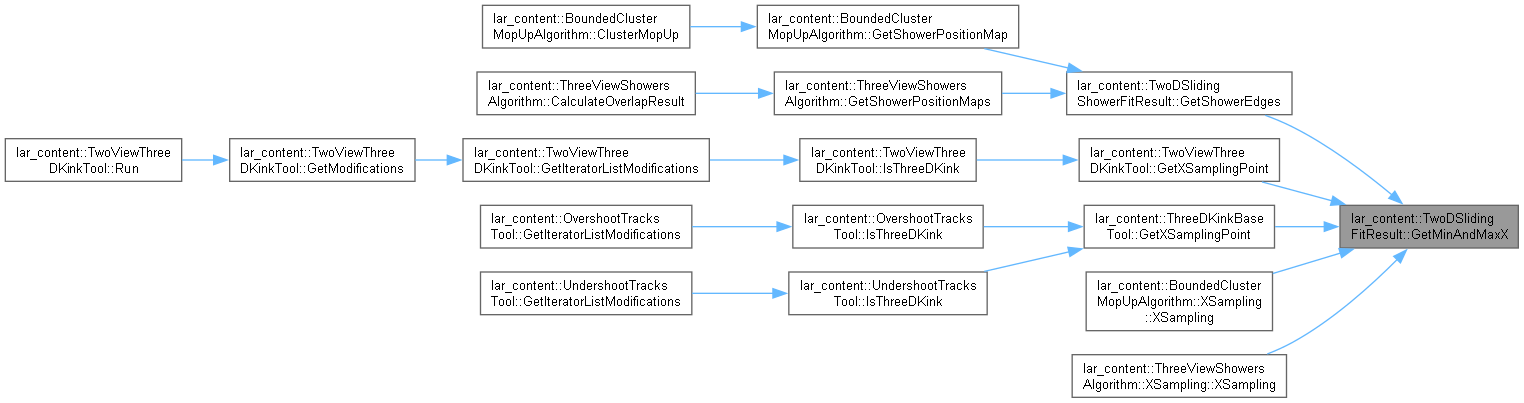 lar_content::BoundedCluster
MopUpAlgorithm::ClusterMopUp
lar_content::BoundedCluster
MopUpAlgorithm::GetShowerPositionMap
lar_content::ThreeViewShowers
Algorithm::CalculateOverlapResult
lar_content::ThreeViewShowers
Algorithm::GetShowerPositionMaps
lar_content::TwoDSliding
ShowerFitResult::GetShowerEdges
lar_content::TwoViewThree
DKinkTool::Run
lar_content::TwoViewThree
DKinkTool::GetModifications
lar_content::TwoViewThree
DKinkTool::GetIteratorListModifications
lar_content::TwoViewThree
DKinkTool::IsThreeDKink
lar_content::TwoViewThree
DKinkTool::GetXSamplingPoint
lar_content::OvershootTracks
Tool::GetIteratorListModifications
lar_content::OvershootTracks
Tool::IsThreeDKink
lar_content::ThreeDKinkBase
Tool::GetXSamplingPoint
lar_content::TwoDSliding
FitResult::GetMinAndMaxX
lar_content::UndershootTracks
Tool::GetIteratorListModifications
lar_content::UndershootTracks
Tool::IsThreeDKink
lar_content::BoundedCluster
MopUpAlgorithm::XSampling
::XSampling
lar_content::ThreeViewShowers
Algorithm::XSampling::XSampling